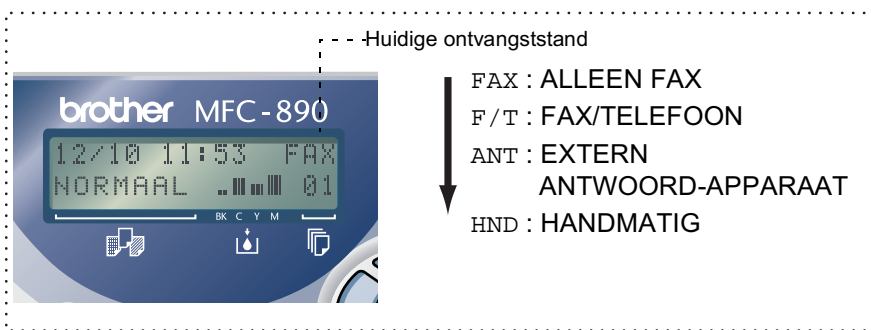 Huidige ontvangststand
brother MFC-890
12/10 11:53 FAX
NORMAAL 01
BK C Y M
FAX : ALLEEN FAX
F/T : FAX/TELEFOON
ANT : EXTERN
ANTWOORD-APPARAAT
HND : HANDMATIG